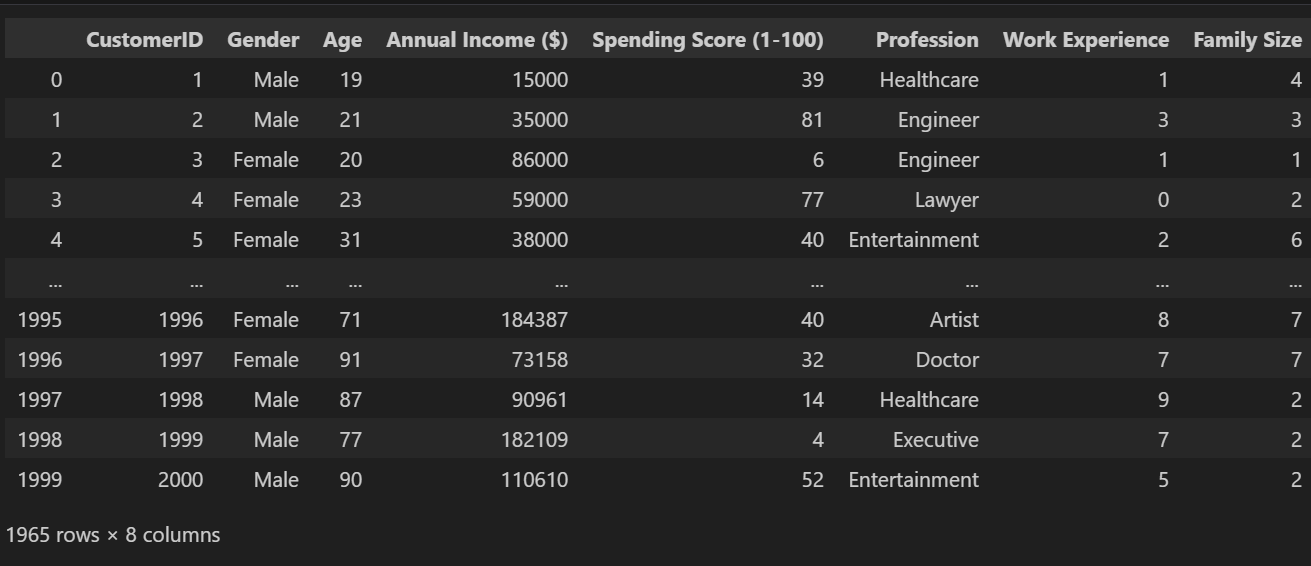 CustomerID Gender Age Annual Income ($) Spending Score (1-100) Profession Work Experience Family Size
0 1 Male 19 15000 39 Healthcare 1 4
1 2 Male 21 35000 81 Engineer 3 3
2 3 Female 20 86000 6 Engineer 1 1
3 4 Female 23 59000 77 Lawyer 0 2
4 5 Female 31 38000 40 Entertainment 2 6
... ... ... ... ... ... ... ... ...
1995 1996 Female 71 184387 40 Artist 8 7
1996 1997 Female 91 73158 32 Doctor 7 7
1997 1998 Male 87 90961 14 Healthcare 9 2
1998 1999 Male 77 182109 4 Executive 7 2
1999 2000 Male 90 110610 52 Entertainment 5 2
1965 rows × 8 columns